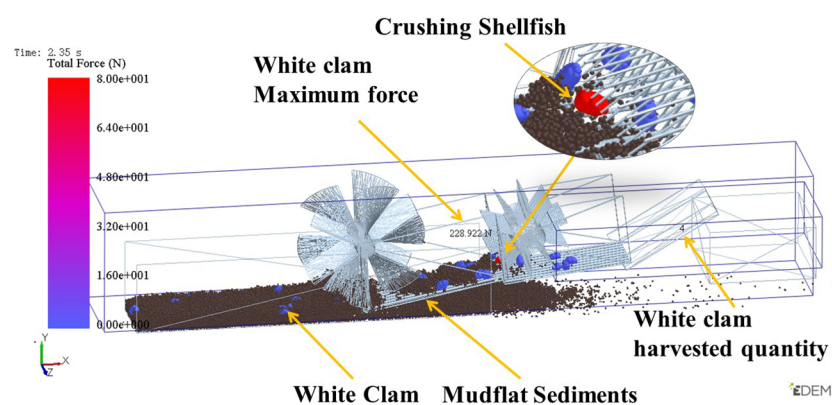 Crushing Shellfish
Time: 2.35 s
Total Force (N)
8.00e+001
6.40e+001
4.80e+001
3.20e+001
1.60e+001
0.00e+000
White clam
Maximum force
228.922 N
4
White clam
harvested quantity
White Clam
Mudflat Sediments
Y
X
Z
EDEM